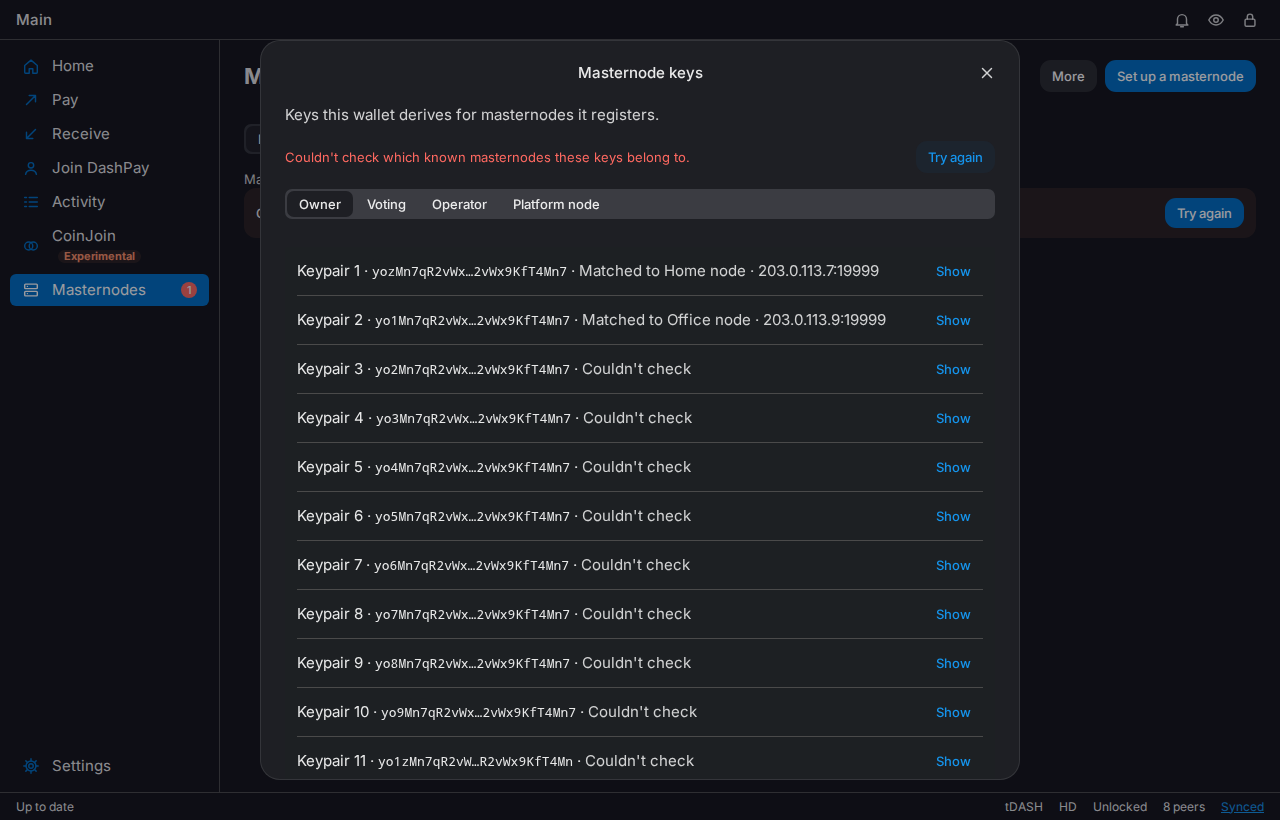 Main
Home
Pay
Receive
Join DashPay
Activity
CoinJoin
Experimental
Masternodes
1
Settings
More
Set up a masternode
Try again
Masternode keys
Keys this wallet derives for masternodes it registers.
Couldn't check which known masternodes these keys belong to.
Try again
Owner
Voting
Operator
Platform node
Keypair 1 · yozMn7qR2vWx…2vWx9KfT4Mn7 · Matched to Home node · 203.0.113.7:19999 Show
Keypair 2 · yo1Mn7qR2vWx…2vWx9KfT4Mn7 · Matched to Office node · 203.0.113.9:19999 Show
Keypair 3 · yo2Mn7qR2vWx…2vWx9KfT4Mn7 · Couldn't check Show
Keypair 4 · yo3Mn7qR2vWx…2vWx9KfT4Mn7 · Couldn't check Show
Keypair 5 · yo4Mn7qR2vWx…2vWx9KfT4Mn7 · Couldn't check Show
Keypair 6 · yo5Mn7qR2vWx…2vWx9KfT4Mn7 · Couldn't check Show
Keypair 7 · yo6Mn7qR2vWx…2vWx9KfT4Mn7 · Couldn't check Show
Keypair 8 · yo7Mn7qR2vWx…2vWx9KfT4Mn7 · Couldn't check Show
Keypair 9 · yo8Mn7qR2vWx…2vWx9KfT4Mn7 · Couldn't check Show
Keypair 10 · yo9Mn7qR2vWx…2vWx9KfT4Mn7 · Couldn't check Show
Keypair 11 · yo1zMn7qR2vW…R2vWx9KfT4Mn · Couldn't check Show
Up to date
tDASH
HD
Unlocked
8 peers
Synced